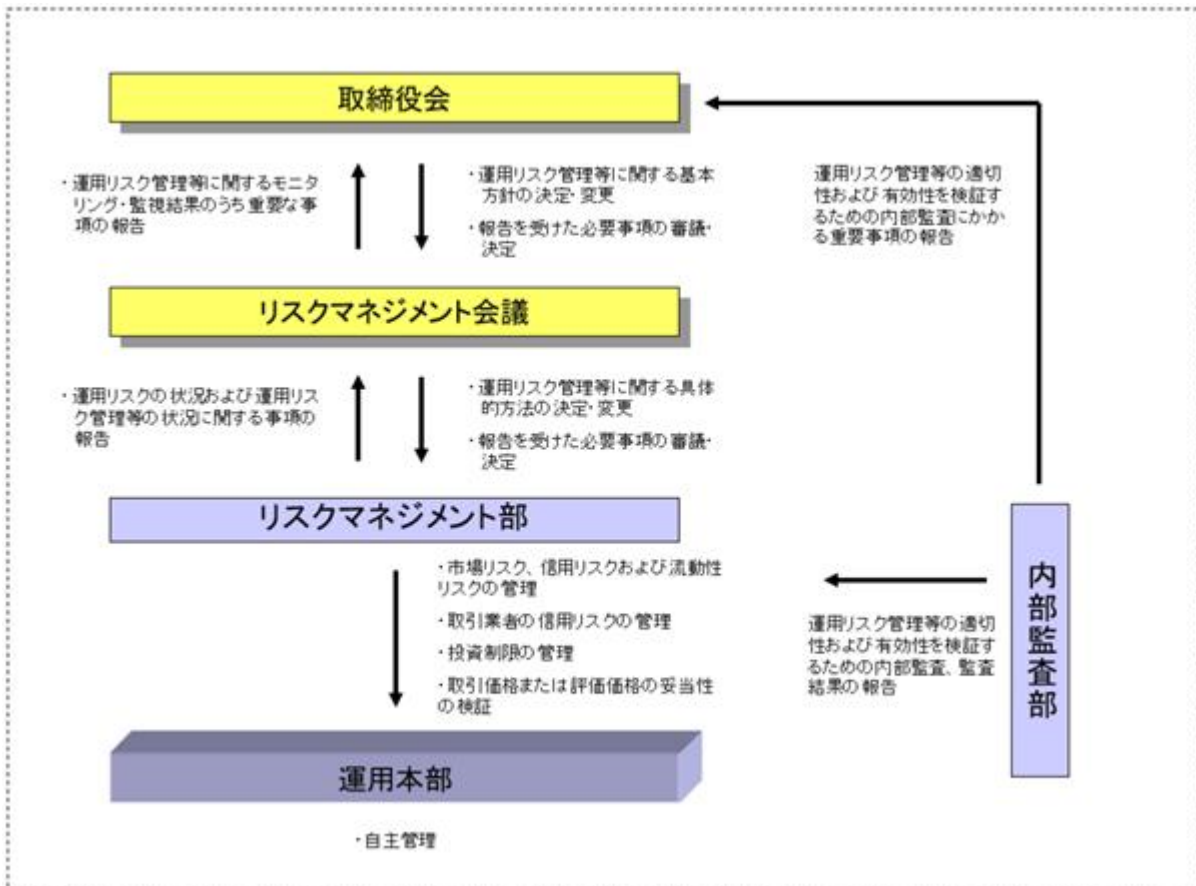 取締役会
・運用リスク管理等に関するモニタ
リング・監視結果のうち重要な事
項の報告
・運用リスク管理等に関する基本
方針の決定・変更
・報告を受けた必要事項の審議・
決定
運用リスク管理等の適切
性および有効性を検証す
るための内部監査にかか
る重要事項の報告
リスクマネジメント会議
・運用リスクの状況および運用リス
ク管理等の状況に関する事項の
報告
・運用リスク管理等に関する具体
的方法の決定・変更
・報告を受けた必要事項の審議・
決定
リスクマネジメント部
・市場リスク、信用リスクおよび流動性
リスクの管理
・取引業者の信用リスクの管理
・投資制限の管理
・取引価格または評価価格の妥当性
の検証
運用リスク管理等の適切
性および有効性を検証す
るための内部監査、監査
結果の報告
内部監査部
運用本部
・自主管理